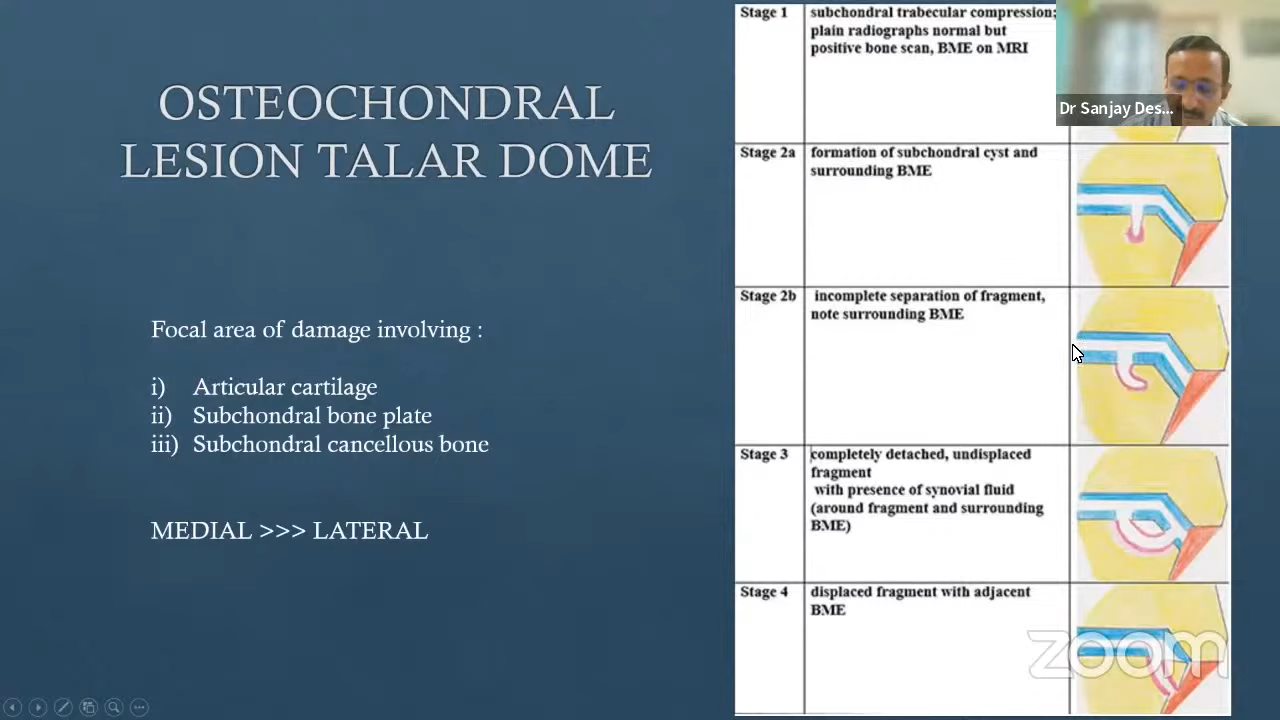 OSTEOCHONDRAL
LESION TALAR DOME
Focal area of damage involving :
i) Articular cartilage
ii) Subchondral bone plate
iii) Subchondral cancellous bone
MEDIAL >>> LATERAL
Stage 1
subchondral trabecular compression;
plain radiographs normal but
positive bone scan, BME on MRI
Stage 2a
formation of subchondral cyst and
surrounding BME
Stage 2b
incomplete separation of fragment,
note surrounding BME
Stage 3
completely detached, undisplaced
fragment
with presence of synovial fluid
(around fragment and surrounding
BME)
Stage 4
displaced fragment with adjacent
BME
Dr Sanjay Des...
zoom